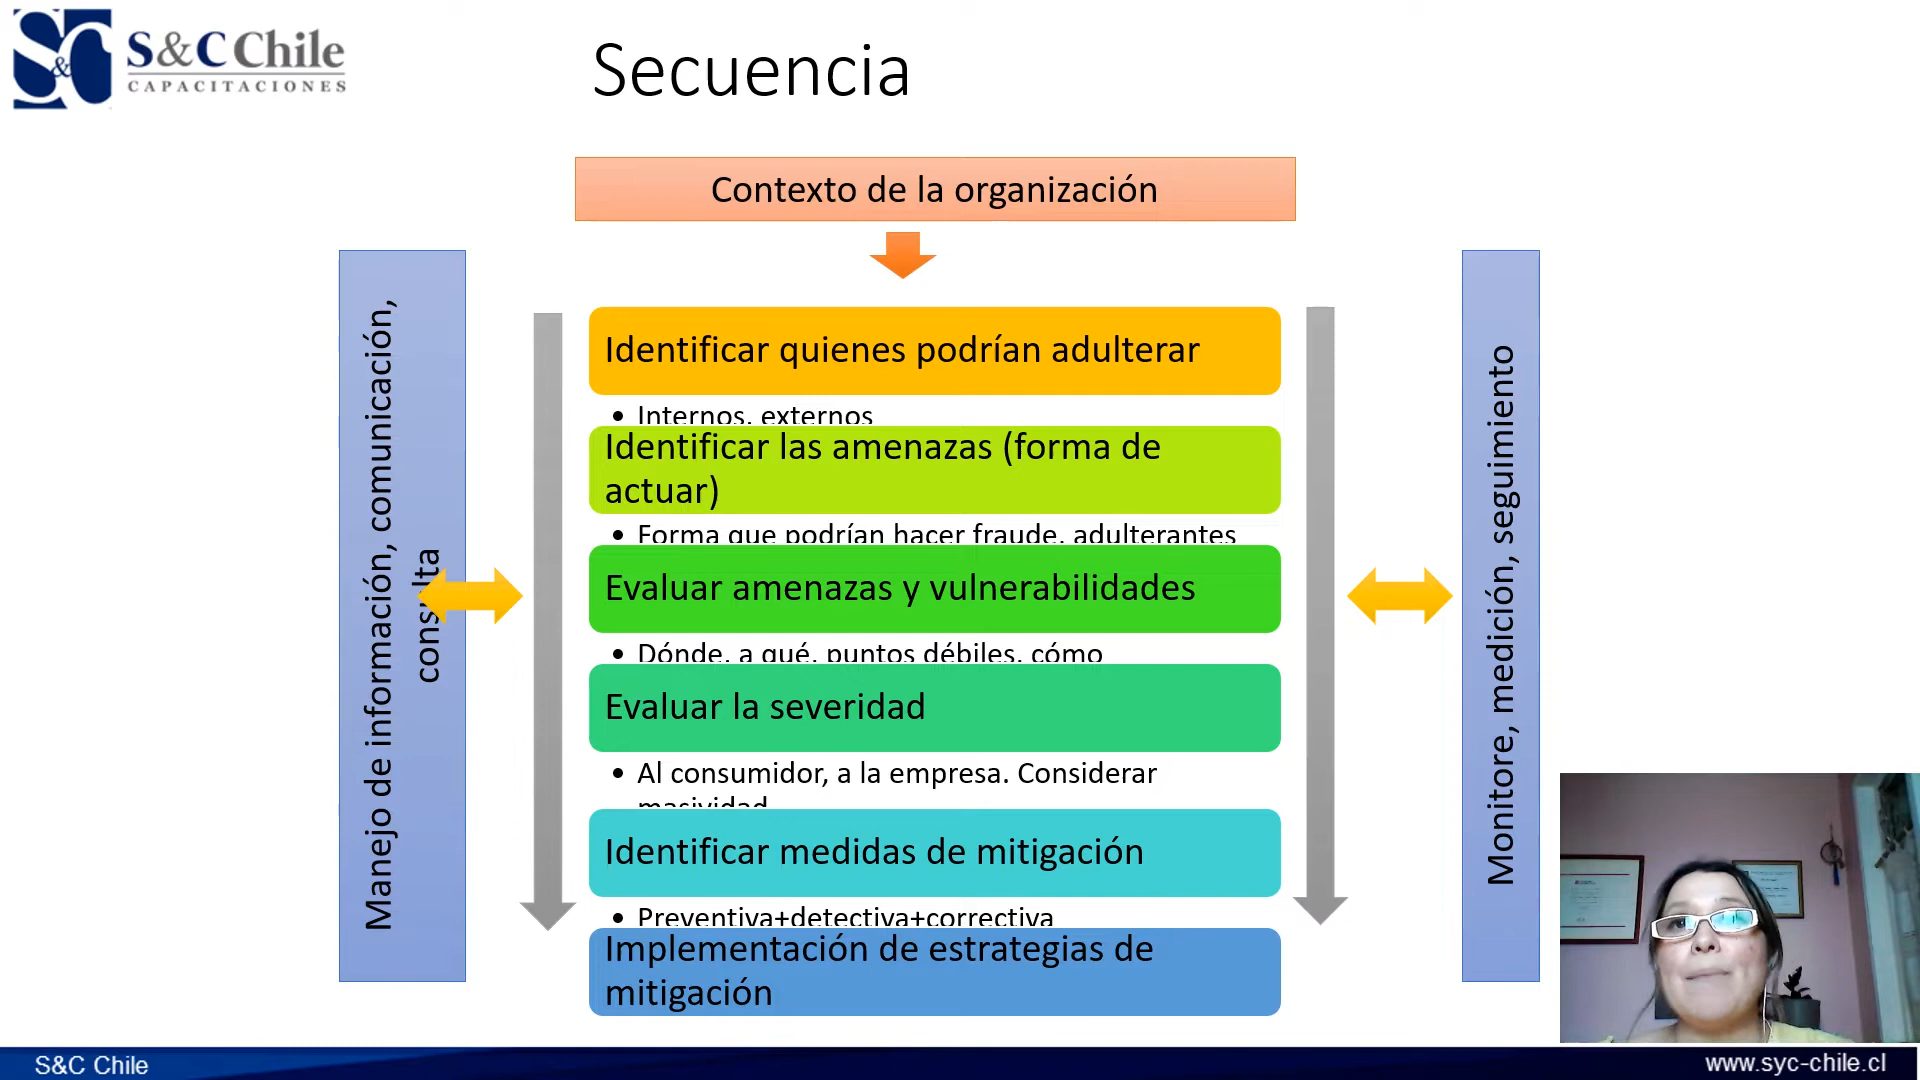 S&C Chile
CAPACITACIONES
Secuencia
Contexto de la organización
Manejo de información, comunicación,
consulta
Identificar quienes podrían adulterar
• Internos, externos
Identificar las amenazas (forma de
actuar)
• Forma que podrían hacer fraude, adulterantes
Evaluar amenazas y vulnerabilidades
• Dónde, a qué, puntos débiles, cómo
Evaluar la severidad
• Al consumidor, a la empresa. Considerar
masividad
Identificar medidas de mitigación
• Preventiva+detectiva+correctiva
Implementación de estrategias de
mitigación
Monitore, medición, seguimiento
S&C Chile
www.syc-chile.cl